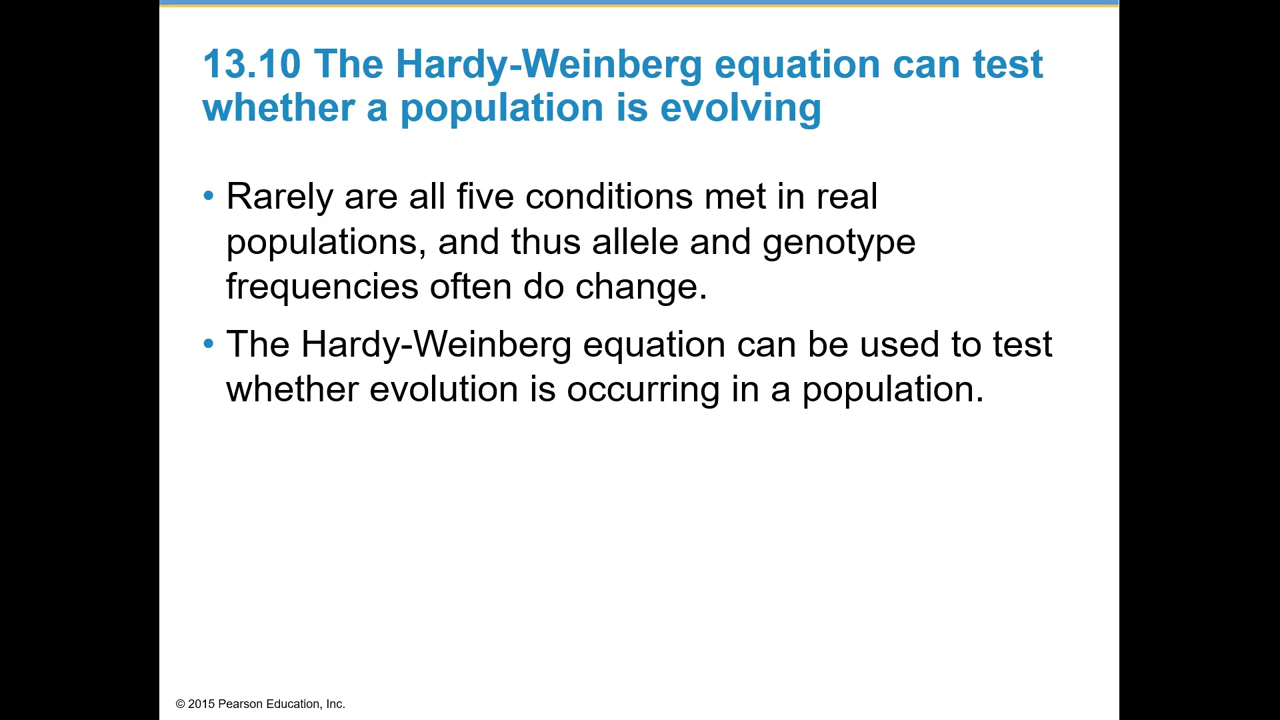 13.10 The Hardy-Weinberg equation can test
whether a population is evolving
• Rarely are all five conditions met in real
populations, and thus allele and genotype
frequencies often do change.
• The Hardy-Weinberg equation can be used to test
whether evolution is occurring in a population.
© 2015 Pearson Education, Inc.